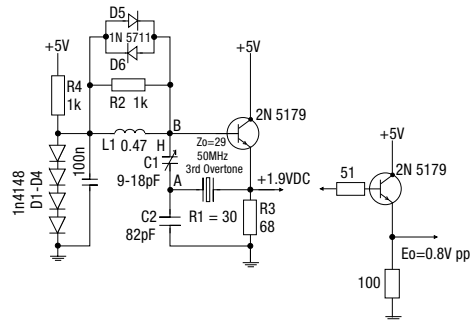 D5
+5V
1N 5711
D6
+5V
R4
1k
R2 1k
2N 5179
B
L1 0.47 H
Zo=29
50MHz
3rd Overtone
C1
9-18pF
1n4148
D1-D4
100n
A
+1.9VDC
R1 = 30
C2
82pF
R3
68
+5V
2N 5179
51
Eo=0.8V pp
100